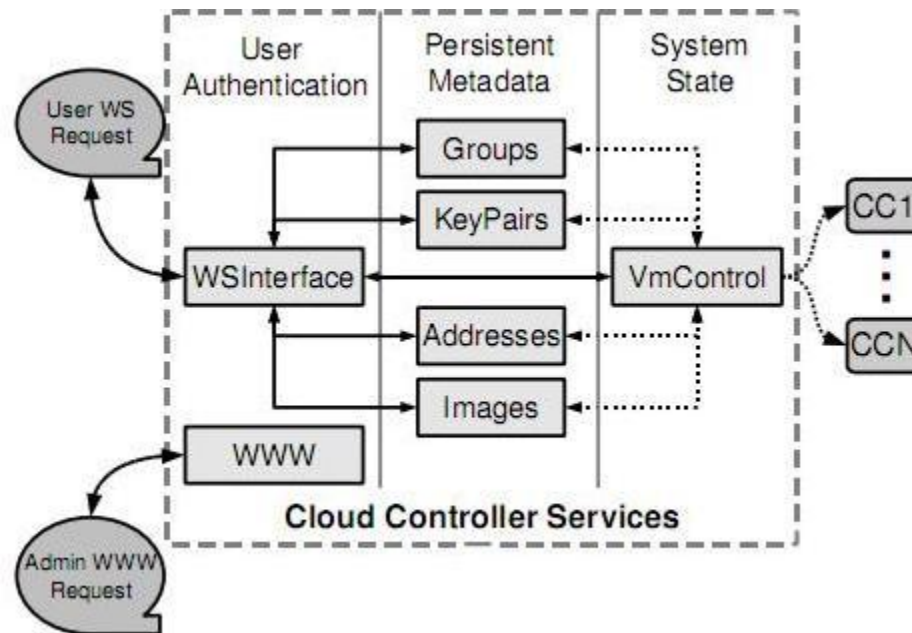 User
Authentication
Persistent
Metadata
System
State
User WS
Request
Groups
KeyPairs
WSInterface
VmControl
CC1
CCN
Addresses
Images
WWW
Cloud Controller Services
Admin WWW
Request